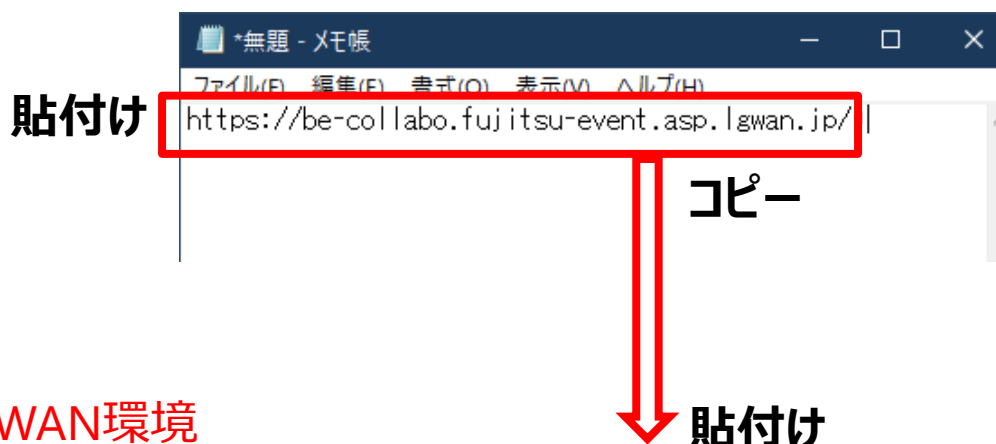 *無題 - メモ帳
ファイル(F) 編集(E) 書式(O) 表示(V) ヘルプ(H)
貼付け
https://be-collabo.fujitsu-event.asp.lgwan.jp/
コピー
WAN環境
貼付け